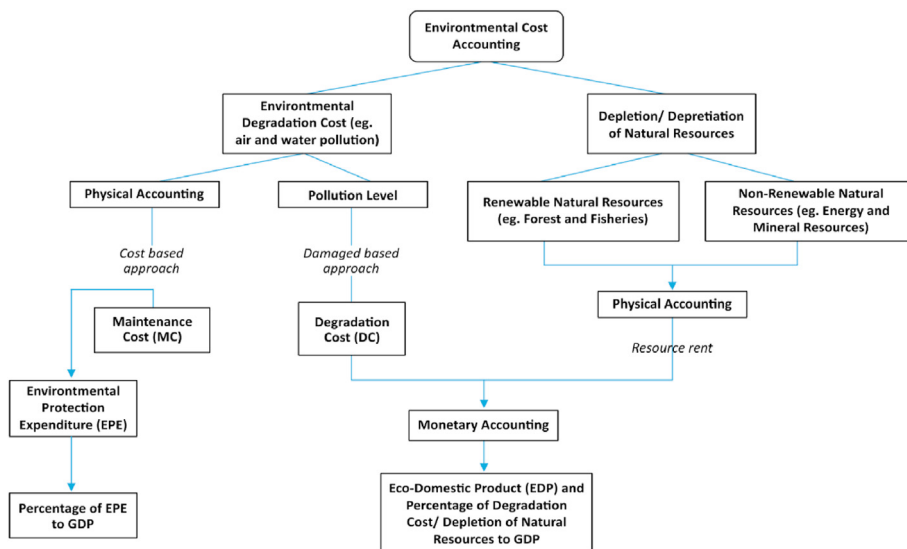 Environtmental Cost
Accounting
Environtmental
Degradation Cost (eg.
air and water pollution)
Depletion/ Depretiation
of Natural Resources
Physical Accounting
Pollution Level
Renewable Natural Resources
(eg. Forest and Fisheries)
Non-Renewable Natural
Resources (eg. Energy and
Mineral Resources)
Cost based
approach
Damaged based
approach
Physical Accounting
Maintenance
Cost (MC)
Degradation
Cost (DC)
Resource rent
Environtmental
Protection
Expenditure (EPE)
Monetary Accounting
Percentage of EPE
to GDP
Eco-Domestic Product (EDP) and
Percentage of Degradation
Cost/ Depletion of Natural
Resources to GDP